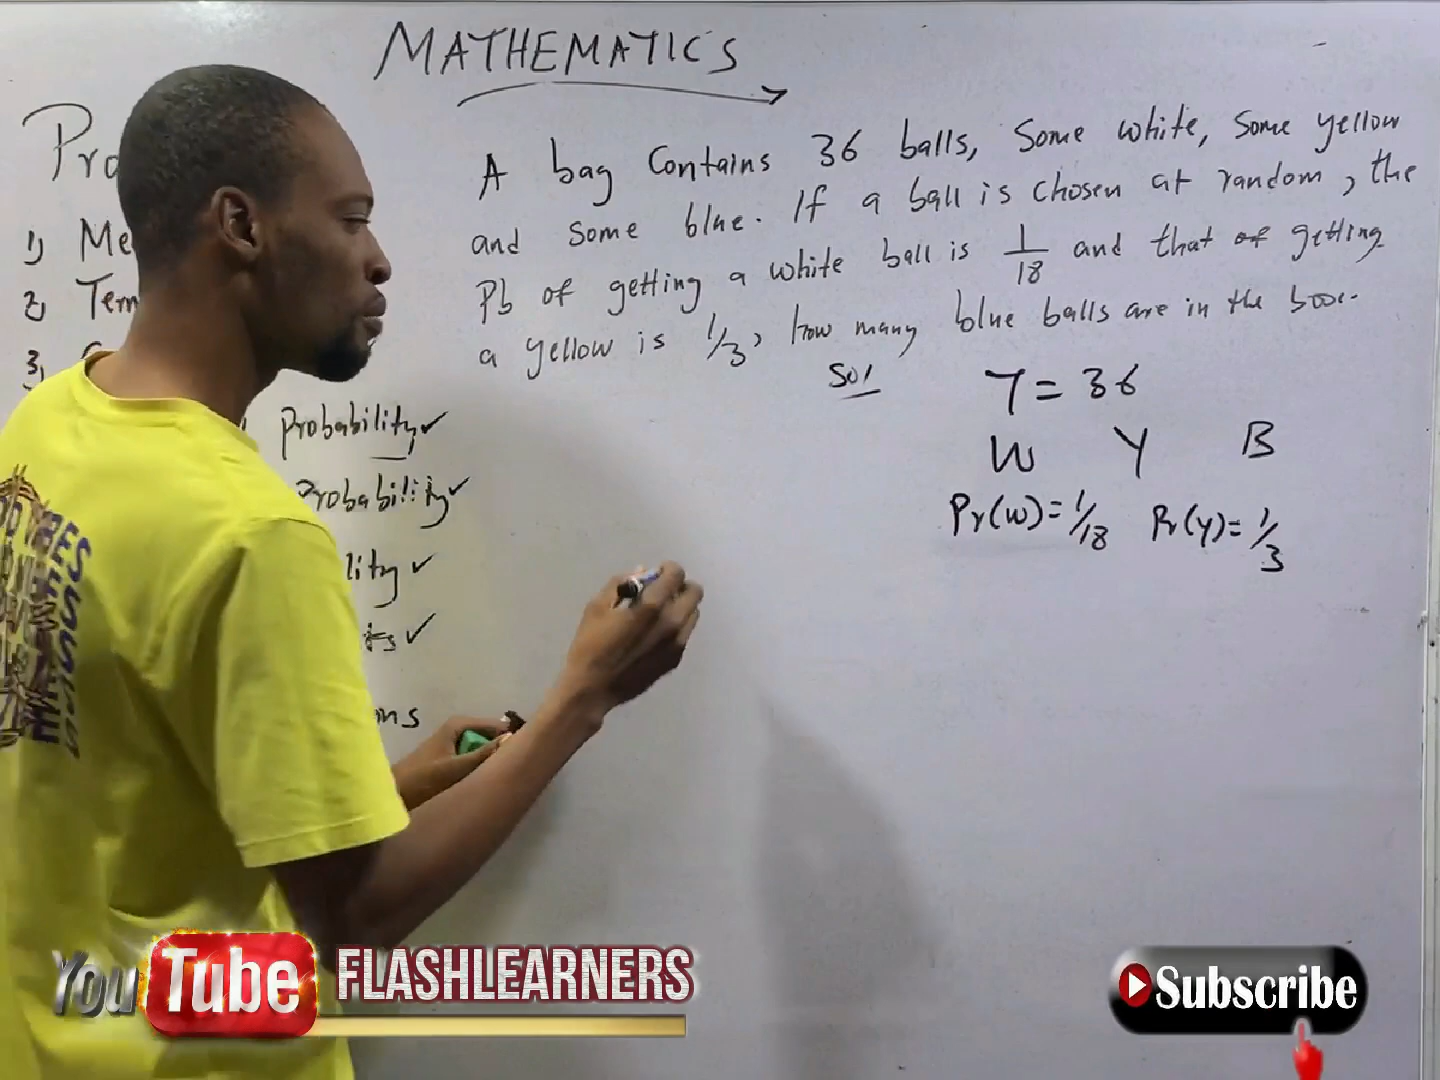 MATHEMATICS
Pro
A bag Contains 36 balls, Some white, Some yellow
and some blue. If a ball is chosen at random, the
Pb of getting a white ball is 1/18 and that of getting
a yellow is 1/3, how many blue balls are in the box.
1) Me
2) Tem
3)
Sol
T = 36
W Y B
Probability ✓
Probability ✓
Pr(w) = 1/18 Pr(y) = 1/3
lity ✓
ts ✓
ons
YouTube FLASHLEARNERS
Subscribe